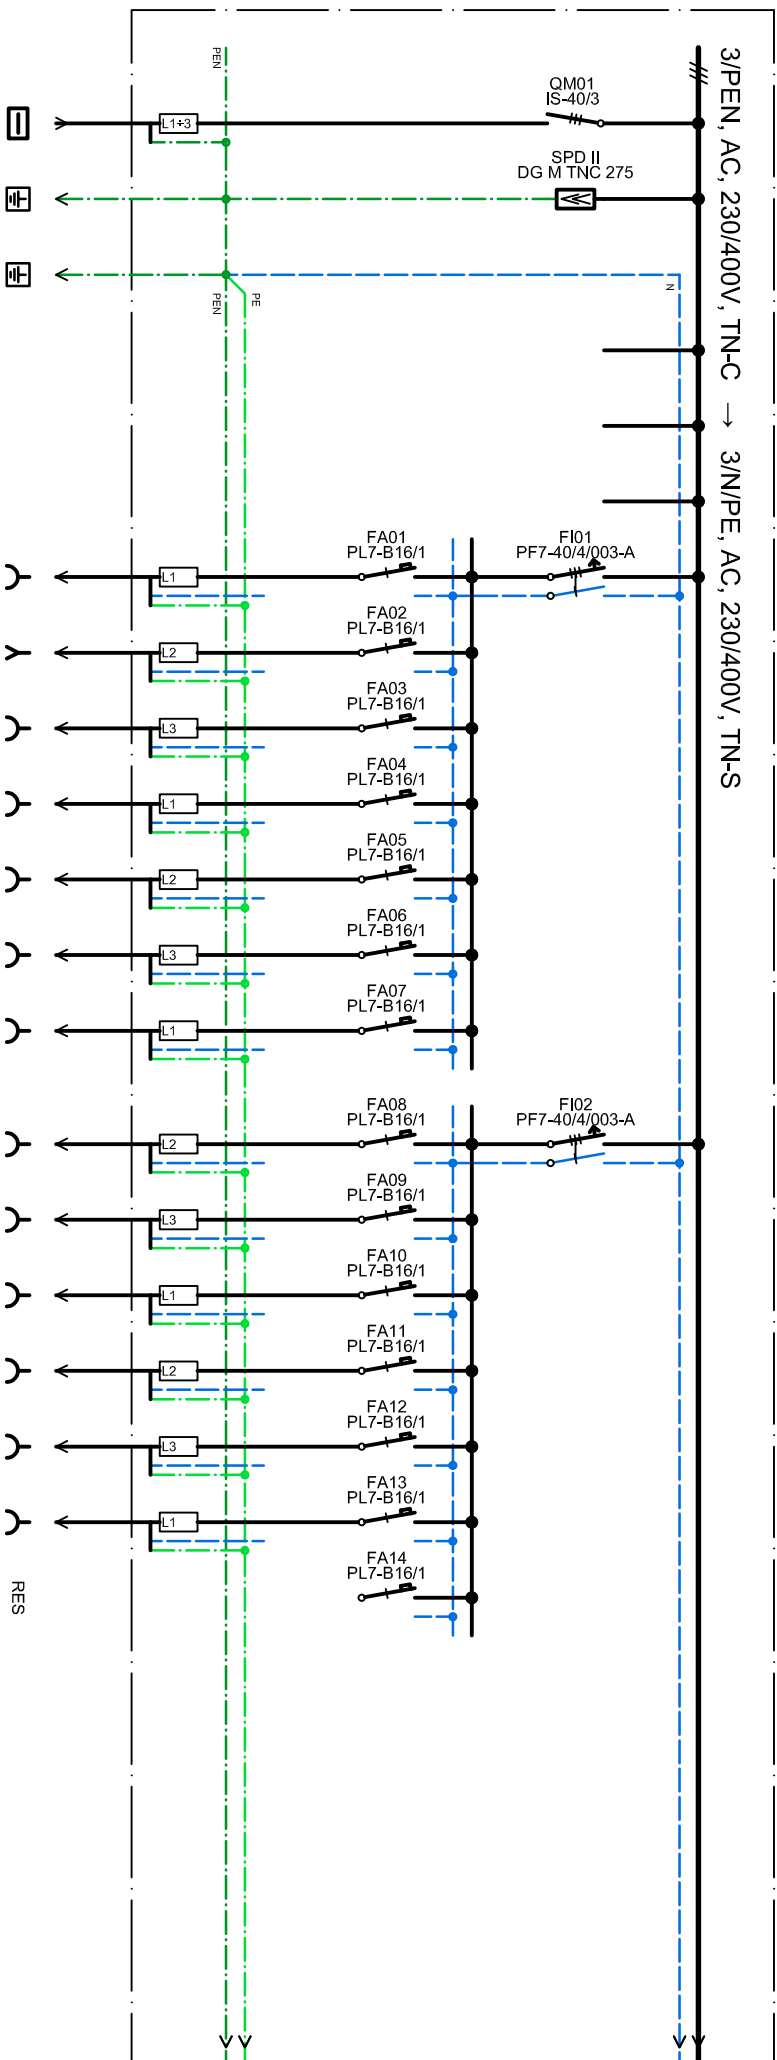 3/PEN, AC, 230/400V, TN-C → 3/N/PE, AC, 230/400V, TN-S
PEN
QM01
IS-40/3
L1÷3
SPD II
DG M TNC 275
PEN
PE
N
FI01
PF7-40/4/003-A
FA01
PL7-B16/1
L1
FA02
PL7-B16/1
L2
FA03
PL7-B16/1
L3
FA04
PL7-B16/1
L1
FA05
PL7-B16/1
L2
FA06
PL7-B16/1
L3
FA07
PL7-B16/1
L1
FI02
PF7-40/4/003-A
FA08
PL7-B16/1
L2
FA09
PL7-B16/1
L3
FA10
PL7-B16/1
L1
FA11
PL7-B16/1
L2
FA12
PL7-B16/1
L3
FA13
PL7-B16/1
L1
FA14
PL7-B16/1
RES